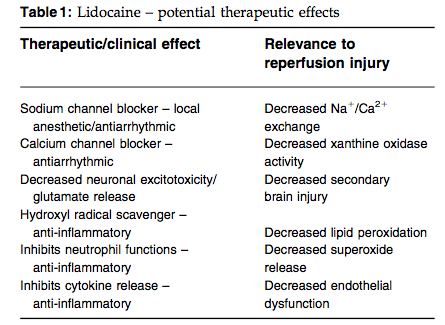 Table 1: Lidocaine – potential therapeutic effects
Therapeutic/clinical effect Relevance to
reperfusion injury
Sodium channel blocker – local Decreased Na⁺/Ca²⁺
anesthetic/antiarrhythmic exchange
Calcium channel blocker – Decreased xanthine oxidase
antiarrhythmic activity
Decreased neuronal excitotoxicity/ Decreased secondary
glutamate release brain injury
Hydroxyl radical scavenger –
anti-inflammatory Decreased lipid peroxidation
Inhibits neutrophil functions – Decreased superoxide
anti-inflammatory release
Inhibits cytokine release – Decreased endothelial
anti-inflammatory dysfunction